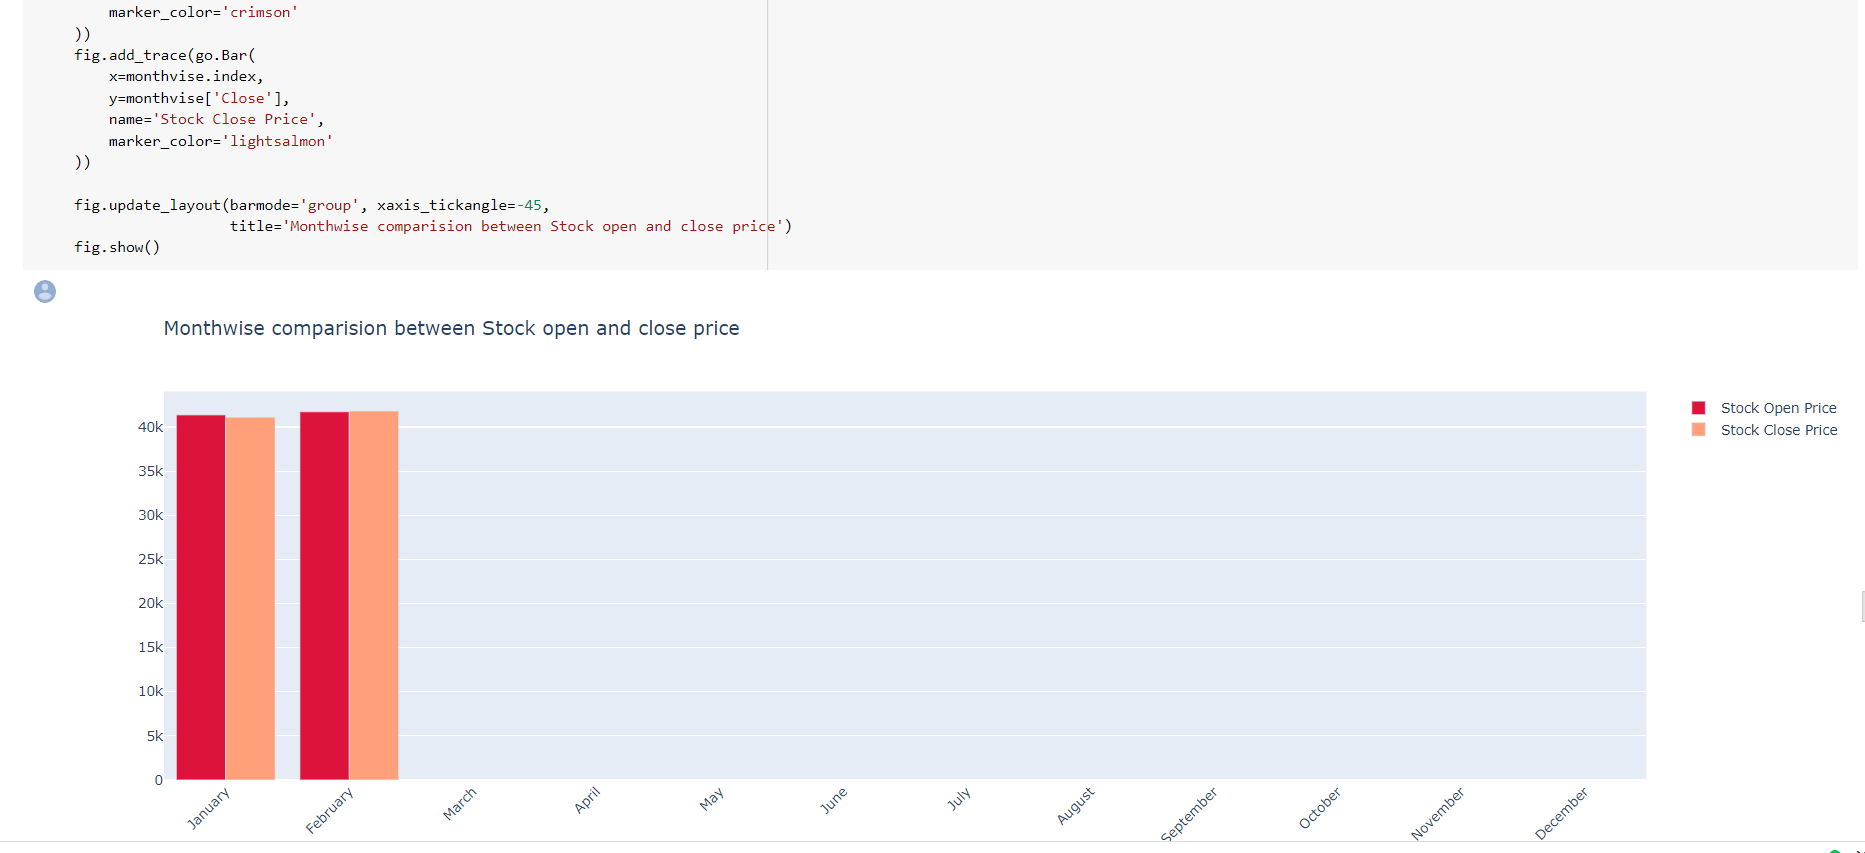 marker_color='crimson'
))
fig.add_trace(go.Bar(
x=monthvise.index,
y=monthvise['Close'],
name='Stock Close Price',
marker_color='lightsalmon'
))
fig.update_layout(barmode='group', xaxis_tickangle=-45,
title='Monthwise comparision between Stock open and close price')
fig.show()
Monthwise comparision between Stock open and close price
Stock Open Price
Stock Close Price
40k
35k
30k
25k
20k
15k
10k
5k
0
January
February
March
April
May
June
July
August
September
October
November
December